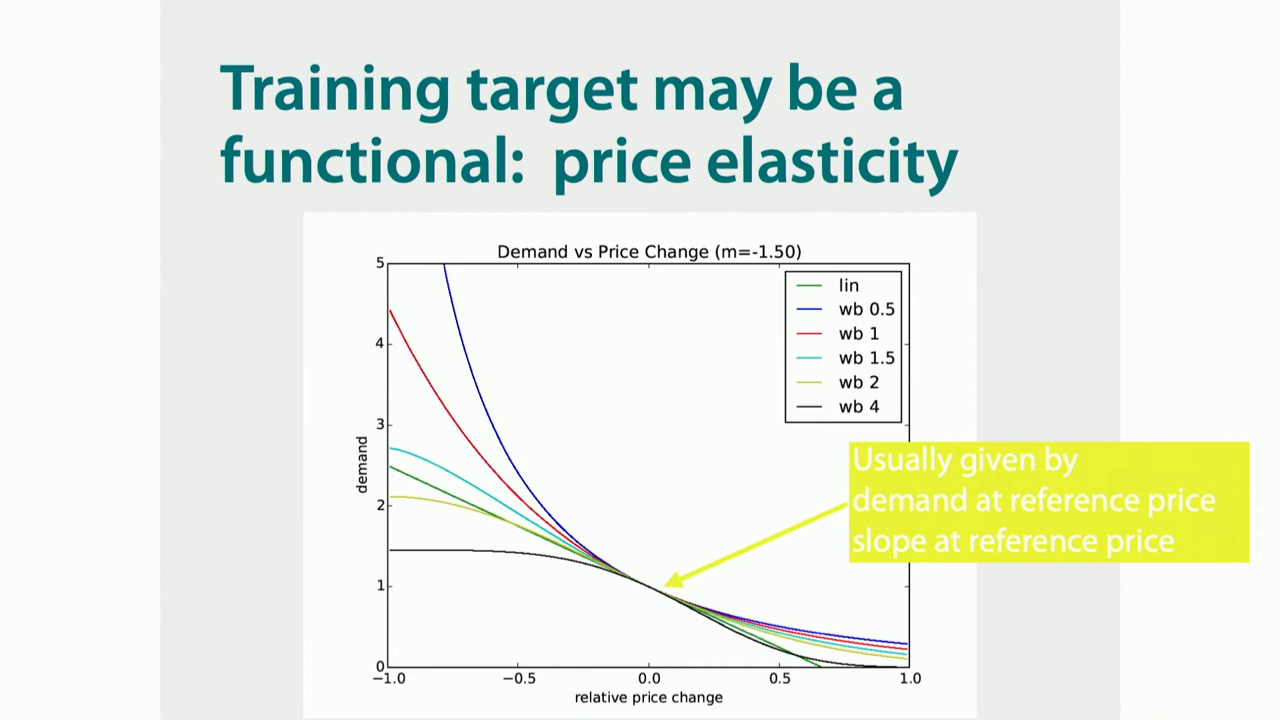 Training target may be a
functional: price elasticity
Demand vs Price Change (m=-1.50)
5
4
3
2
1
0
demand
lin
wb 0.5
wb 1
wb 1.5
wb 2
wb 4
Usually given by
demand at reference price
slope at reference price
−1.0
−0.5
0.0
0.5
1.0
relative price change